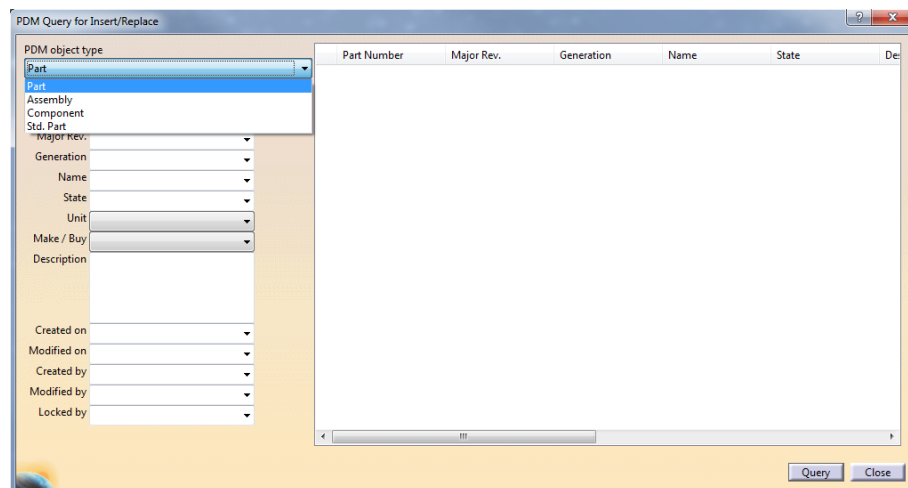 PDM Query for Insert/Replace
PDM object type
Part
Part
Assembly
Component
Std. Part
Major Rev.
Generation
Name
State
Unit
Make / Buy
Description
Created on
Modified on
Created by
Modified by
Locked by
Part Number Major Rev. Generation Name State De
Query Close